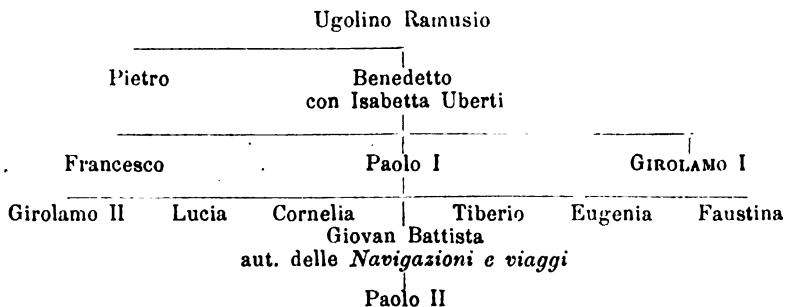 Ugolino Ramusio
Pietro Benedetto
con Isabetta Uberti
Francesco Paolo I GIROLAMO I
Girolamo II Lucia Cornelia Tiberio Eugenia Faustina
Giovan Battista
aut. delle Navigazioni e viaggi
Paolo II